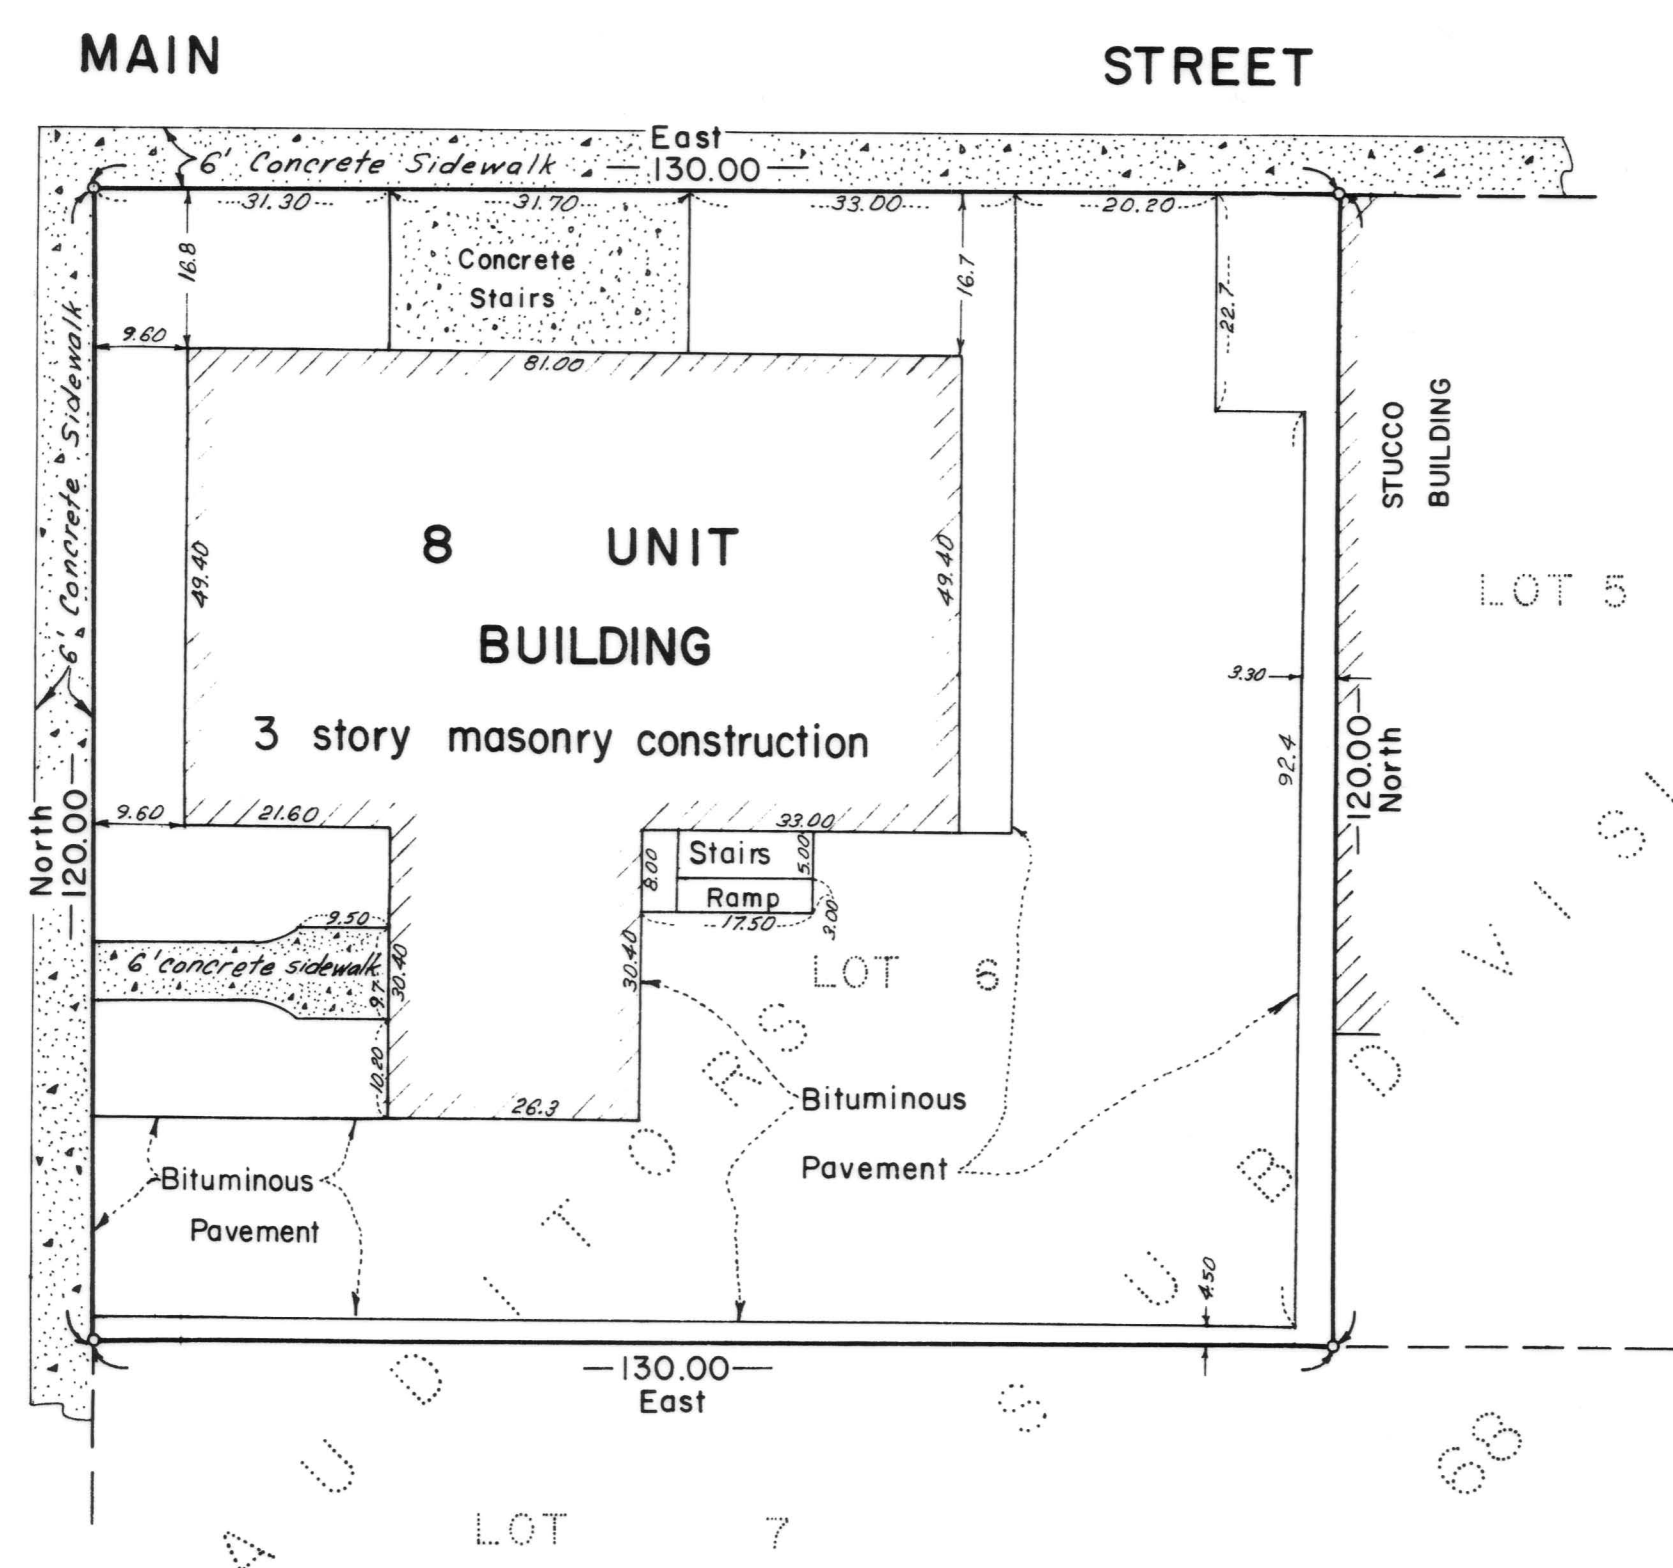 MAIN STREET
East
6' Concrete Sidewalk
130.00
31.30
31.70
33.00
20.20
16.8
Concrete
Stairs
16.7
22.7
9.60
81.00
6' Concrete Sidewalk
STUCCO
BUILDING
49.40
8 UNIT
BUILDING
3 story masonry construction
49.40
LOT 5
3.30
92.4
120.00
North
North
120.00
9.60
21.60
33.00
8.00
Stairs
5.00
Ramp
17.50
3.00
9.50
6' concrete sidewalk
9.7
30.40
30.40
LOT 6
10.20
26.3
Bituminous
Pavement
Bituminous
Pavement
4.50
130.00
East
AUDITORS
SUBDIVISI
68
LOT 7